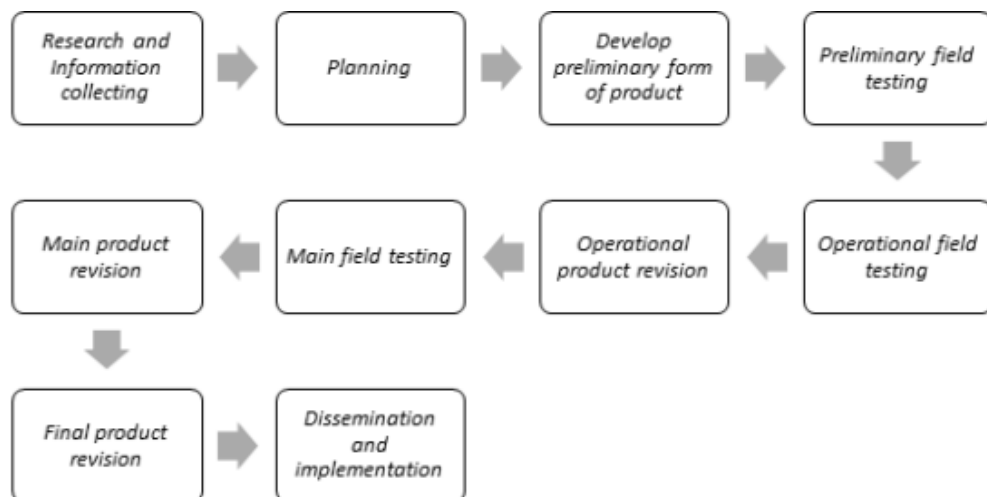 Research and
Information
collecting
Planning
Develop
preliminary form
of product
Preliminary field
testing
Operational field
testing
Operational
product revision
Main field testing
Main product
revision
Final product
revision
Dissemination
and
implementation